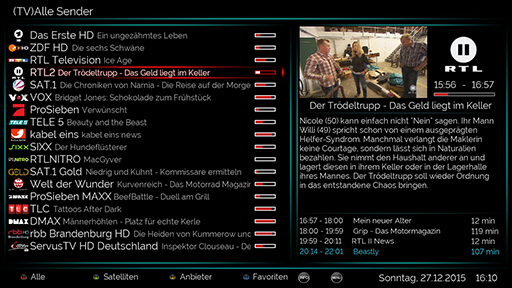 (TV)Alle Sender
Das Erste HD Ein ungezähmtes Leben
ZDF HD Die sechs Schwäne
RTL Television Ice Age
RTL2 Der Trödeltrupp - Das Geld liegt im Keller
SAT.1 Die Chroniken von Narnia - Die Reise auf der Morge
VOX Bridget Jones: Schokolade zum Frühstück
ProSieben Verwünscht
TELE 5 Beauty and the Beast
kabel eins kabel eins news
SIXX Der Hundeflüsterer
RTLNITRO MacGyver
SAT.1 Gold Niedrig und Kuhnt - Kommissare ermitteln
Welt der Wunder Kurvenreich - Das Motorrad Magazin
ProSieben MAXX BeefBattle - Duell am Grill
TLC Tattoos After Dark
DMAX Männerhöhlen - Platz für echte Kerle
rbb Brandenburg HD Die Heiden von Kummerow und
ServusTV HD Deutschland Inspektor Clouseau - De
RTL
15:56 - 16:57
Der Trödeltrupp - Das Geld liegt im Keller
Nicole (50) kann einfach nicht "Nein" sagen. Ihr Mann
Willi (49) spricht schon von einem ausgeprägten
Helfer-Syndrom. Manchmal verlangt die Maklerin
keine Courtage, sondern lässt sich in Naturalien
bezahlen. Sie nimmt den Haushalt anderer an und
lagert diesen in ihrem Keller oder in der Lagerhalle
ihres Mannes. Der Trödeltrupp soll wieder Ordnung
in das entstandene Chaos bringen.
16:57 - 18:00 Mein neuer Alter 62 min
18:00 - 19:59 Grip - Das Motormagazin 119 min
19:59 - 20:11 RTL II News 12 min
20:14 - 22:01 Beastly 107 min
Alle Satelliten Anbieter Favoriten INFO MENU Sonntag, 27.12.2015 16:10